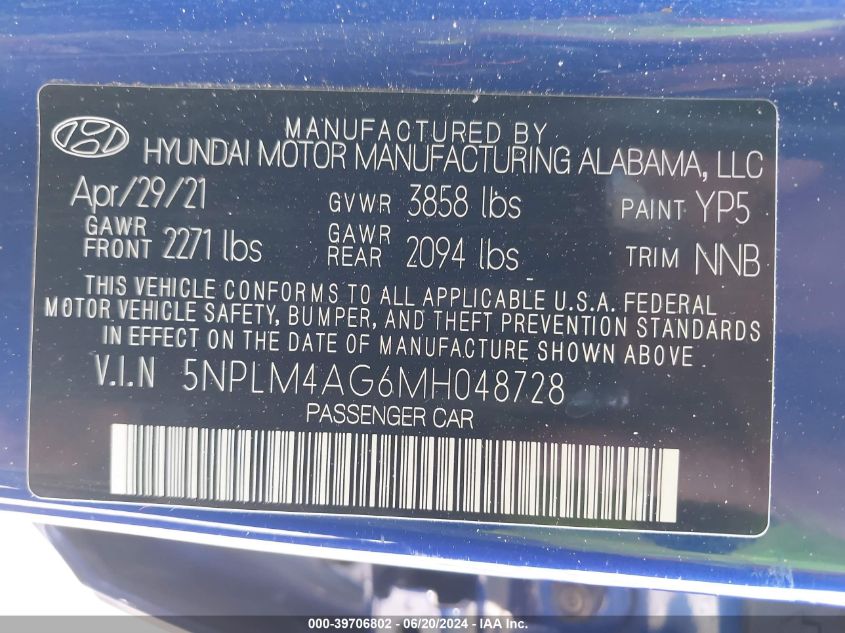 MANUFACTURED BY
HYUNDAI MOTOR MANUFACTURING ALABAMA, LLC
Apr/29/21 GVWR 3858 lbs PAINT YP5
GAWR FRONT 2271 lbs GAWR REAR 2094 lbs TRIM NNB
THIS VEHICLE CONFORMS TO ALL APPLICABLE U.S.A. FEDERAL
MOTOR VEHICLE SAFETY, BUMPER, AND THEFT PREVENTION STANDARDS
IN EFFECT ON THE DATE OF MANUFACTURE SHOWN ABOVE
V.I.N 5NPLM4AG6MH048728
PASSENGER CAR
000-39706802 - 06/20/2024 - IAA Inc.